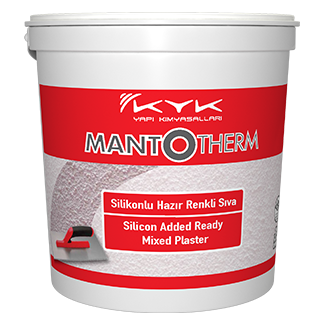 KYK
YAPI KİMYASALLARI
MANTOTHERM
Silikonlu Hazır Renkli Sıva
Silicon Added Ready
Mixed Plaster